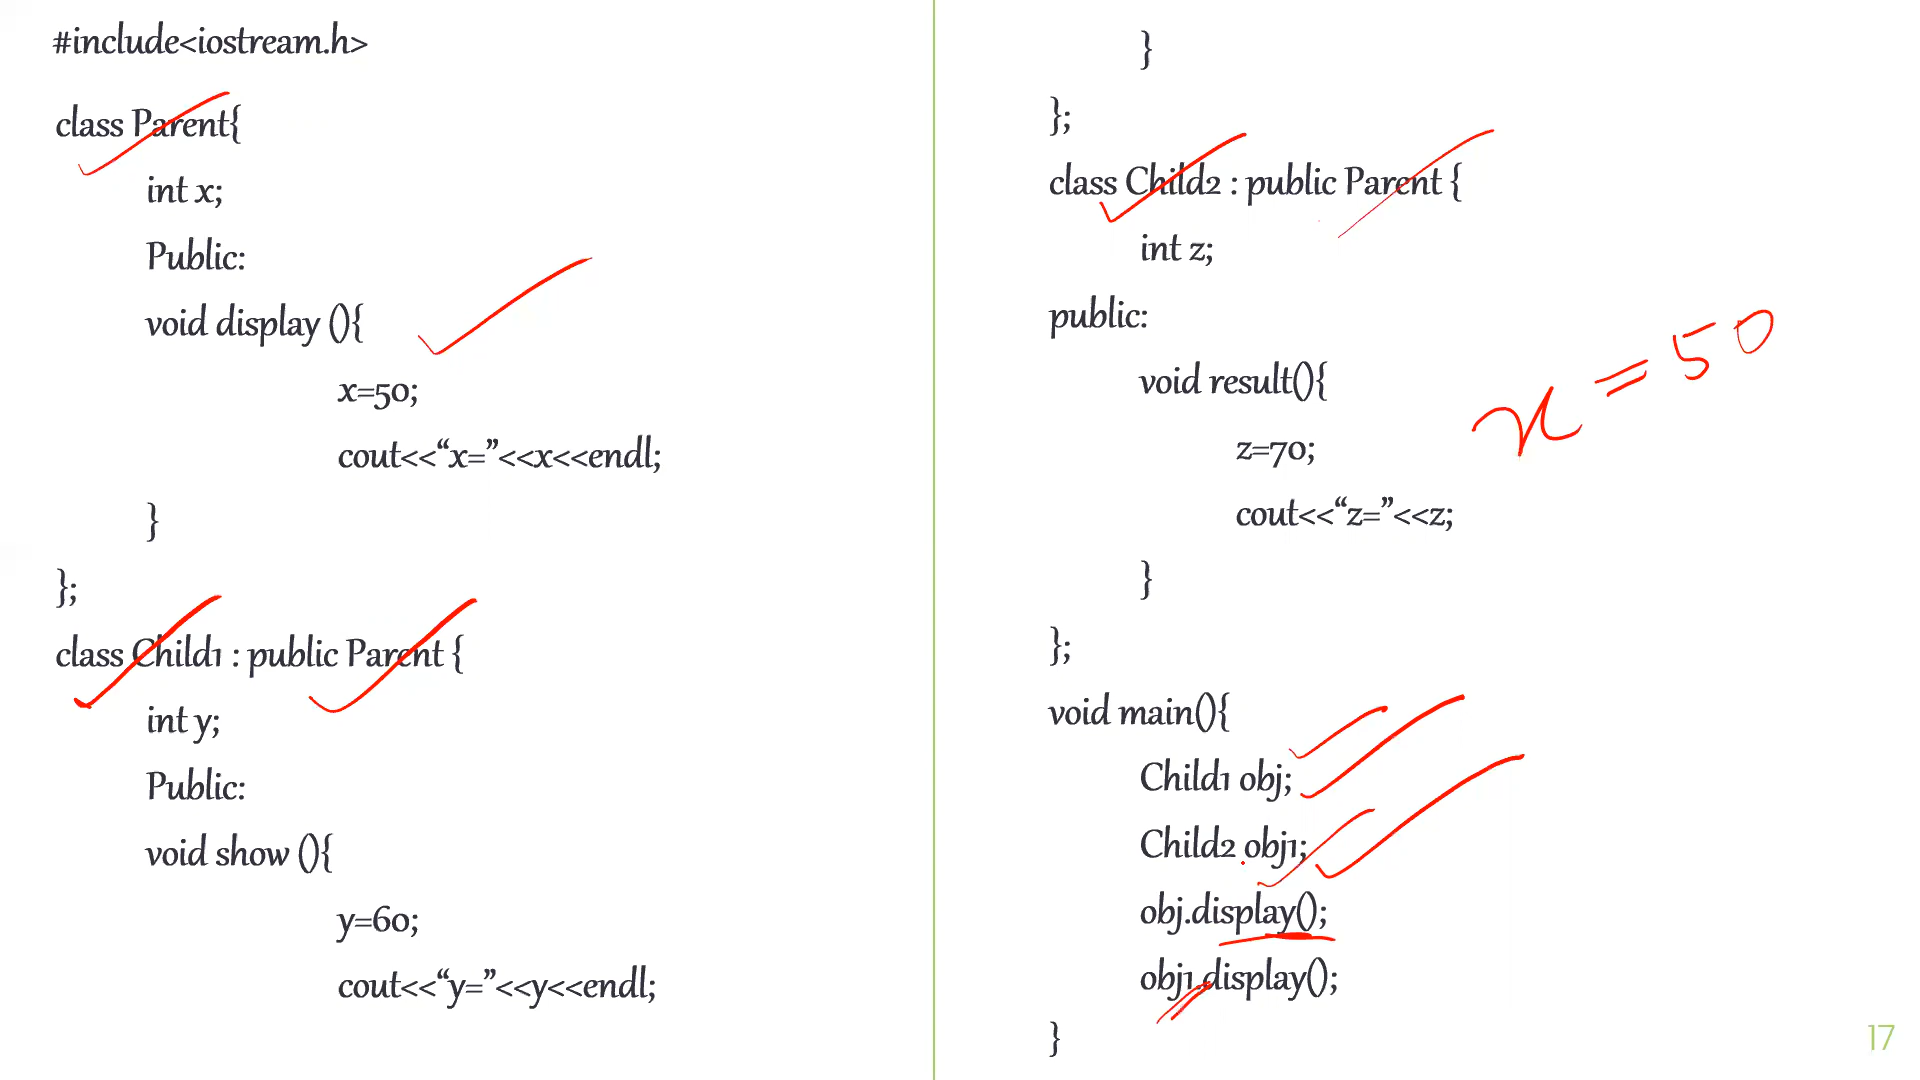 #include<iostream.h>
class Parent{
int x;
Public:
void display (){
x=50;
cout<<“x=”<<x<<endl;
}
};
class Child1 : public Parent {
int y;
Public:
void show (){
y=60;
cout<<“y=”<<y<<endl;
}
};
class Child2 : public Parent {
int z;
public:
void result(){
z=70;
cout<<“z=”<<z;
}
};
void main(){
Child1 obj;
Child2 obj1;
obj.display();
obj1.display();
}
x=50
17